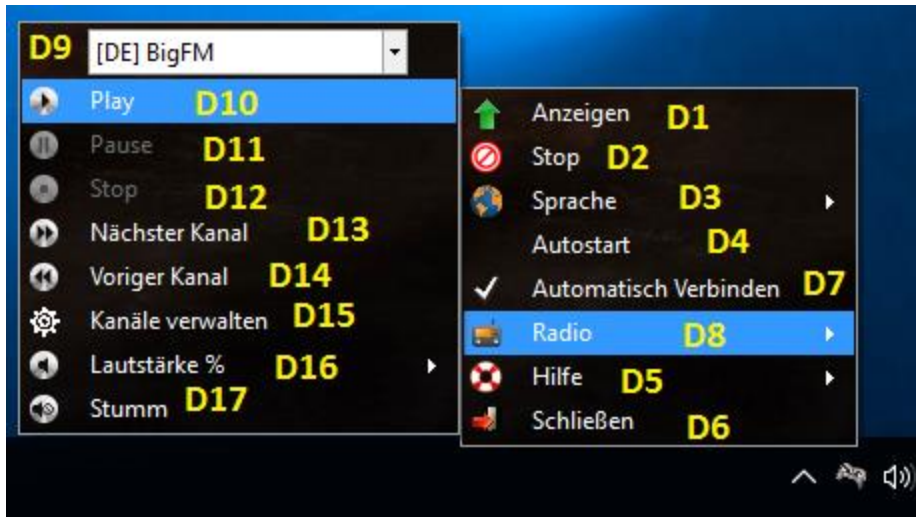 D9 [DE] BigFM
Play D10
Pause D11
Stop D12
Nächster Kanal D13
Voriger Kanal D14
Kanäle verwalten D15
Lautstärke % D16
Stumm D17
Anzeigen D1
Stop D2
Sprache D3
Autostart D4
Automatisch Verbinden D7
Radio D8
Hilfe D5
Schließen D6